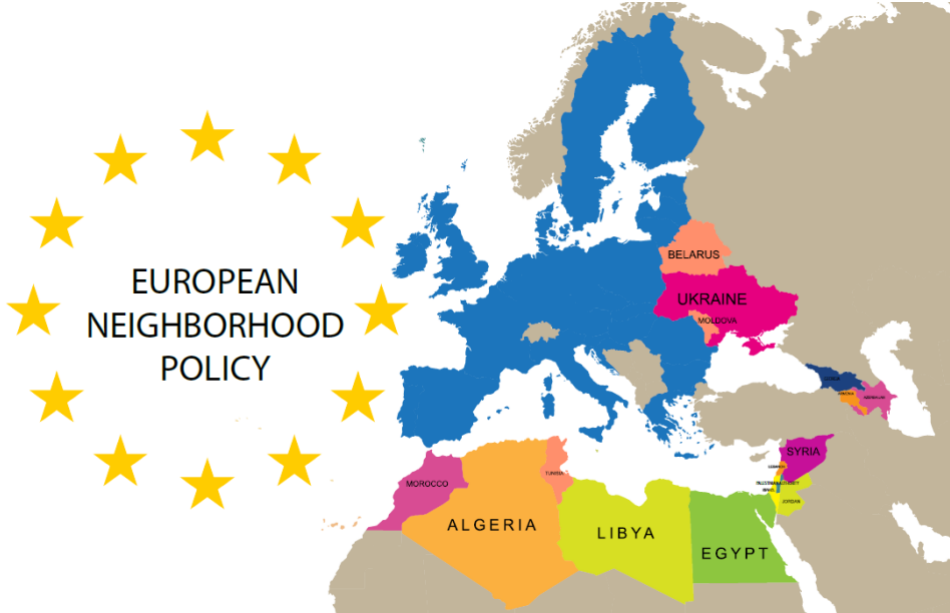 EUROPEAN
NEIGHBORHOOD
POLICY
BELARUS
UKRAINE
MOLDOVA
SYRIA
JORDAN
TUNISIA
MOROCCO
ALGERIA
LIBYA
EGYPT